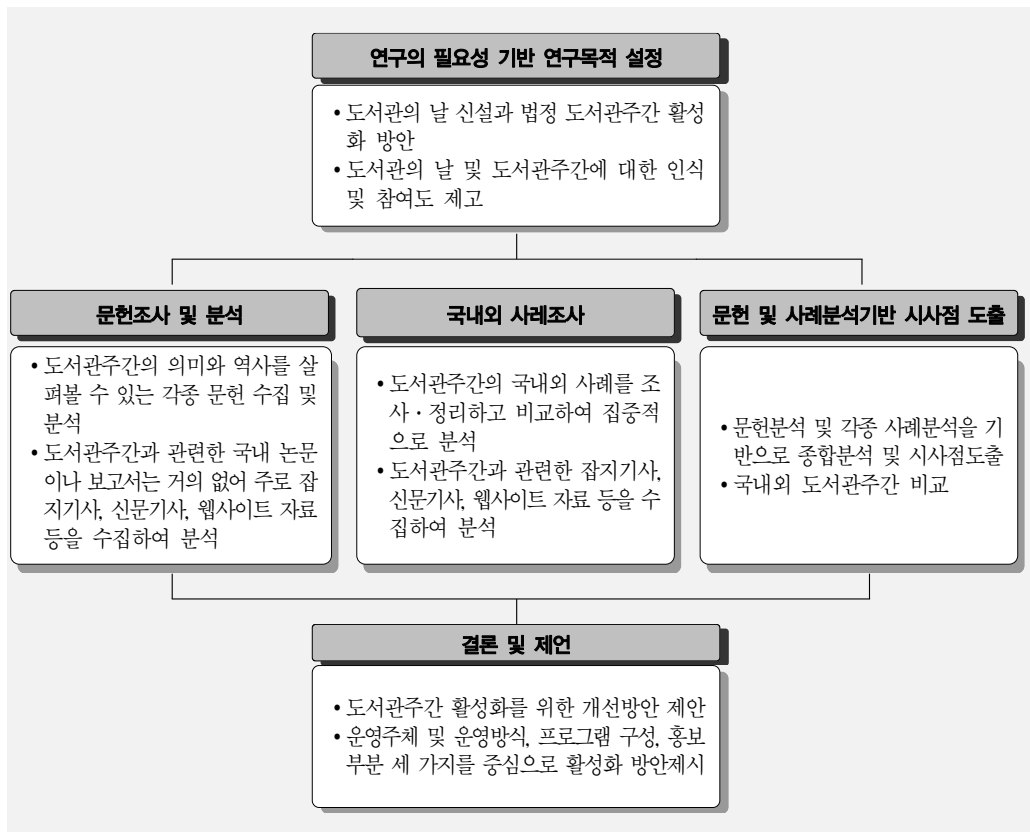 연구의 필요성 기반 연구목적 설정
• 도서관의 날 신설과 법정 도서관주간 활성
화 방안
• 도서관의 날 및 도서관주간에 대한 인식
및 참여도 제고
문헌조사 및 분석
• 도서관주간의 의미와 역사를 살
펴볼 수 있는 각종 문헌 수집 및
분석
• 도서관주간과 관련한 국내 논문
이나 보고서는 거의 없어 주로 잡
지기사, 신문기사, 웹사이트 자료
등을 수집하여 분석
국내외 사례조사
• 도서관주간의 국내외 사례를 조
사·정리하고 비교하여 집중적
으로 분석
• 도서관주간과 관련한 잡지기사,
신문기사, 웹사이트 자료 등을 수
집하여 분석
문헌 및 사례분석기반 시사점 도출
• 문헌분석 및 각종 사례분석을 기
반으로 종합분석 및 시사점도출
• 국내외 도서관주간 비교
결론 및 제언
• 도서관주간 활성화를 위한 개선방안 제안
• 운영주체 및 운영방식, 프로그램 구성, 홍보
부분 세 가지를 중심으로 활성화 방안제시